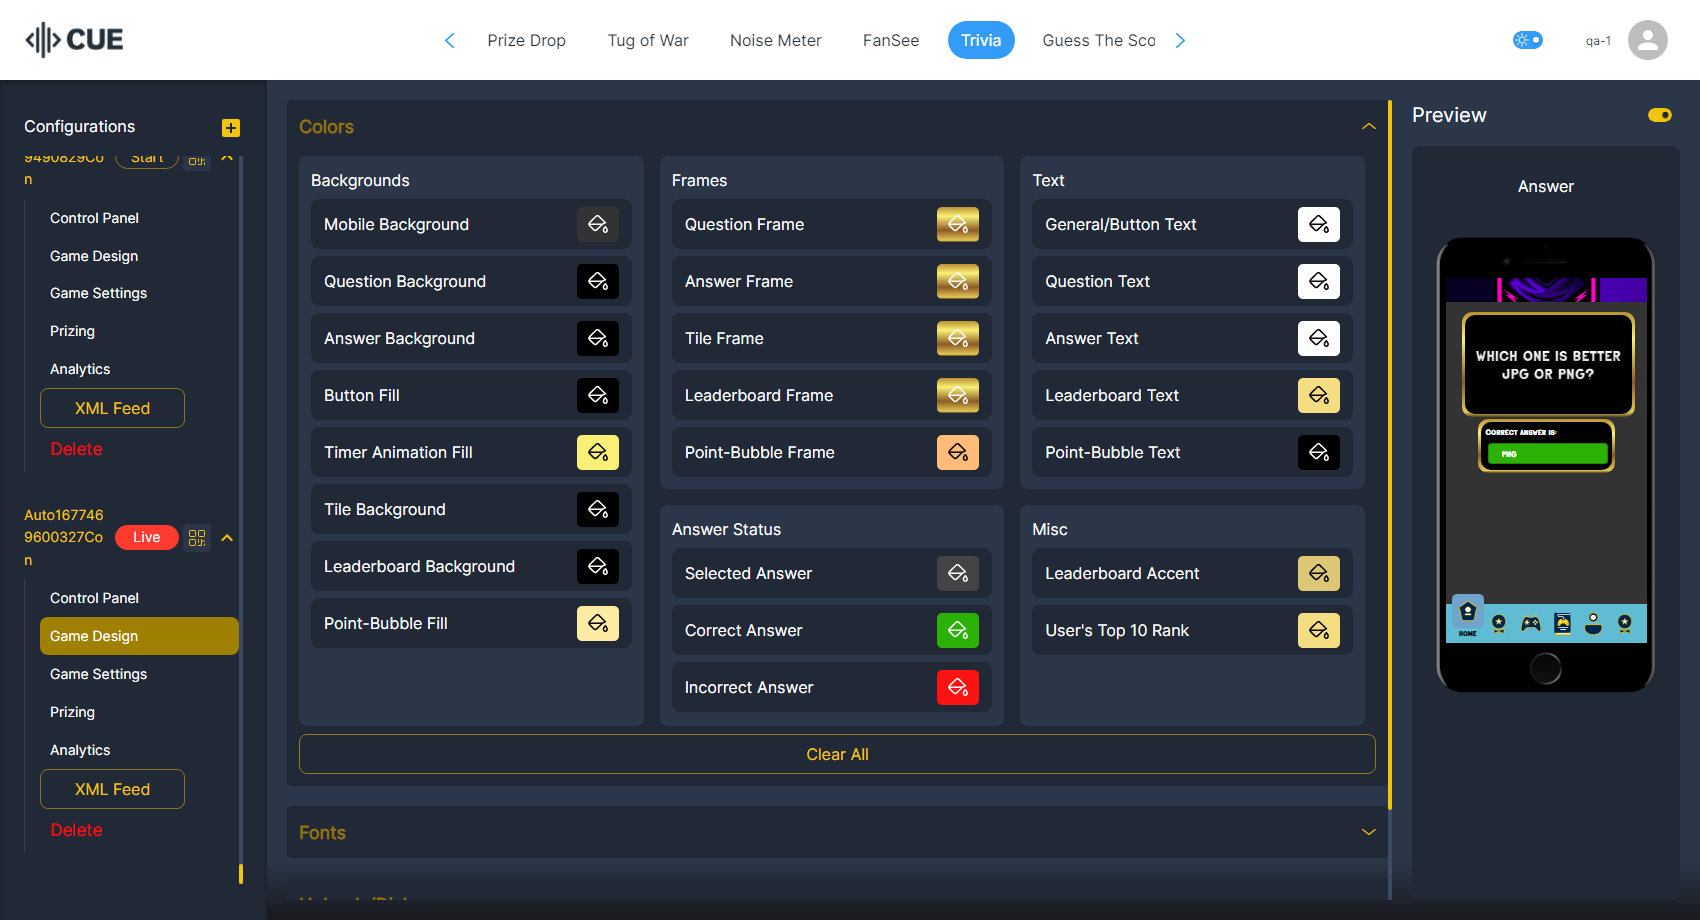 CUE
Prize Drop
Tug of War
Noise Meter
FanSee
Trivia
Guess The Sco
qa-1
Configurations
9490829Co
n
Start
Control Panel
Game Design
Game Settings
Prizing
Analytics
XML Feed
Delete
Auto167746
9600327Co
n
Live
Control Panel
Game Design
Game Settings
Prizing
Analytics
XML Feed
Delete
Colors
Backgrounds
Mobile Background
Question Background
Answer Background
Button Fill
Timer Animation Fill
Tile Background
Leaderboard Background
Point-Bubble Fill
Frames
Question Frame
Answer Frame
Tile Frame
Leaderboard Frame
Point-Bubble Frame
Answer Status
Selected Answer
Correct Answer
Incorrect Answer
Text
General/Button Text
Question Text
Answer Text
Leaderboard Text
Point-Bubble Text
Misc
Leaderboard Accent
User's Top 10 Rank
Clear All
Fonts
Preview
Answer
WHICH ONE IS BETTER
JPG OR PNG?
CORRECT ANSWER IS:
PNG
HOME